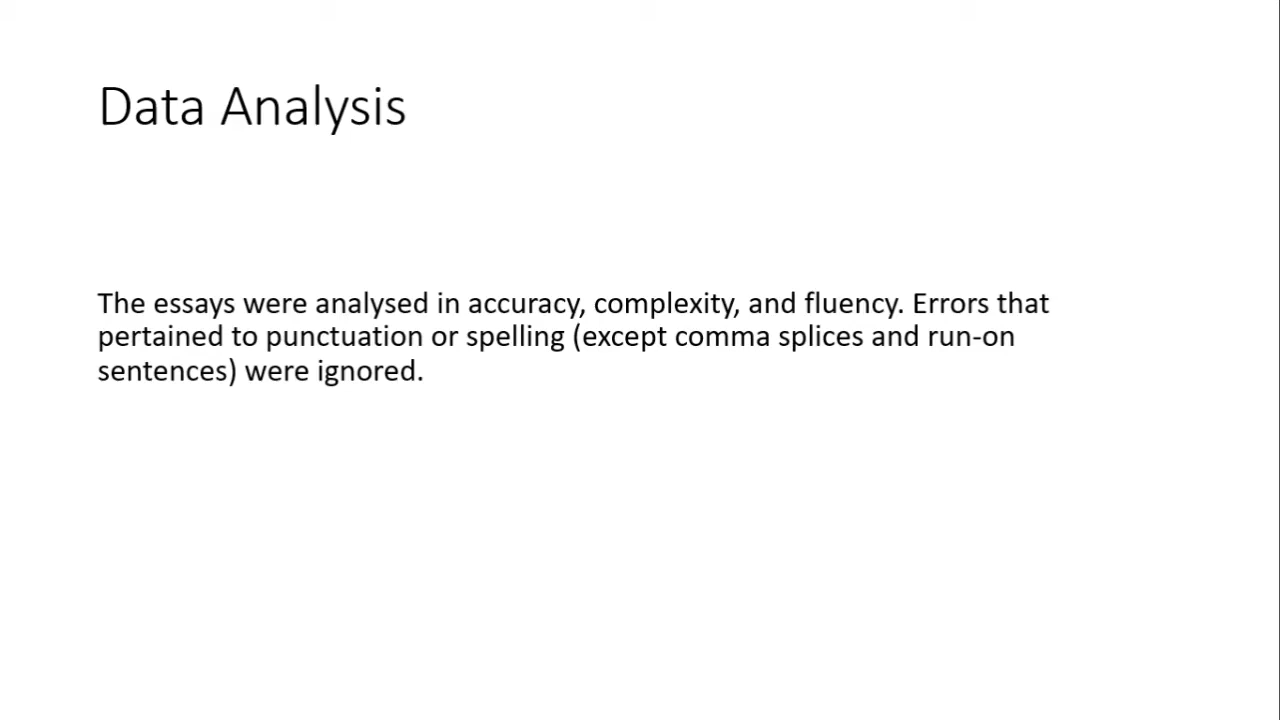 Data Analysis
The essays were analysed in accuracy, complexity, and fluency. Errors that
pertained to punctuation or spelling (except comma splices and run-on
sentences) were ignored.